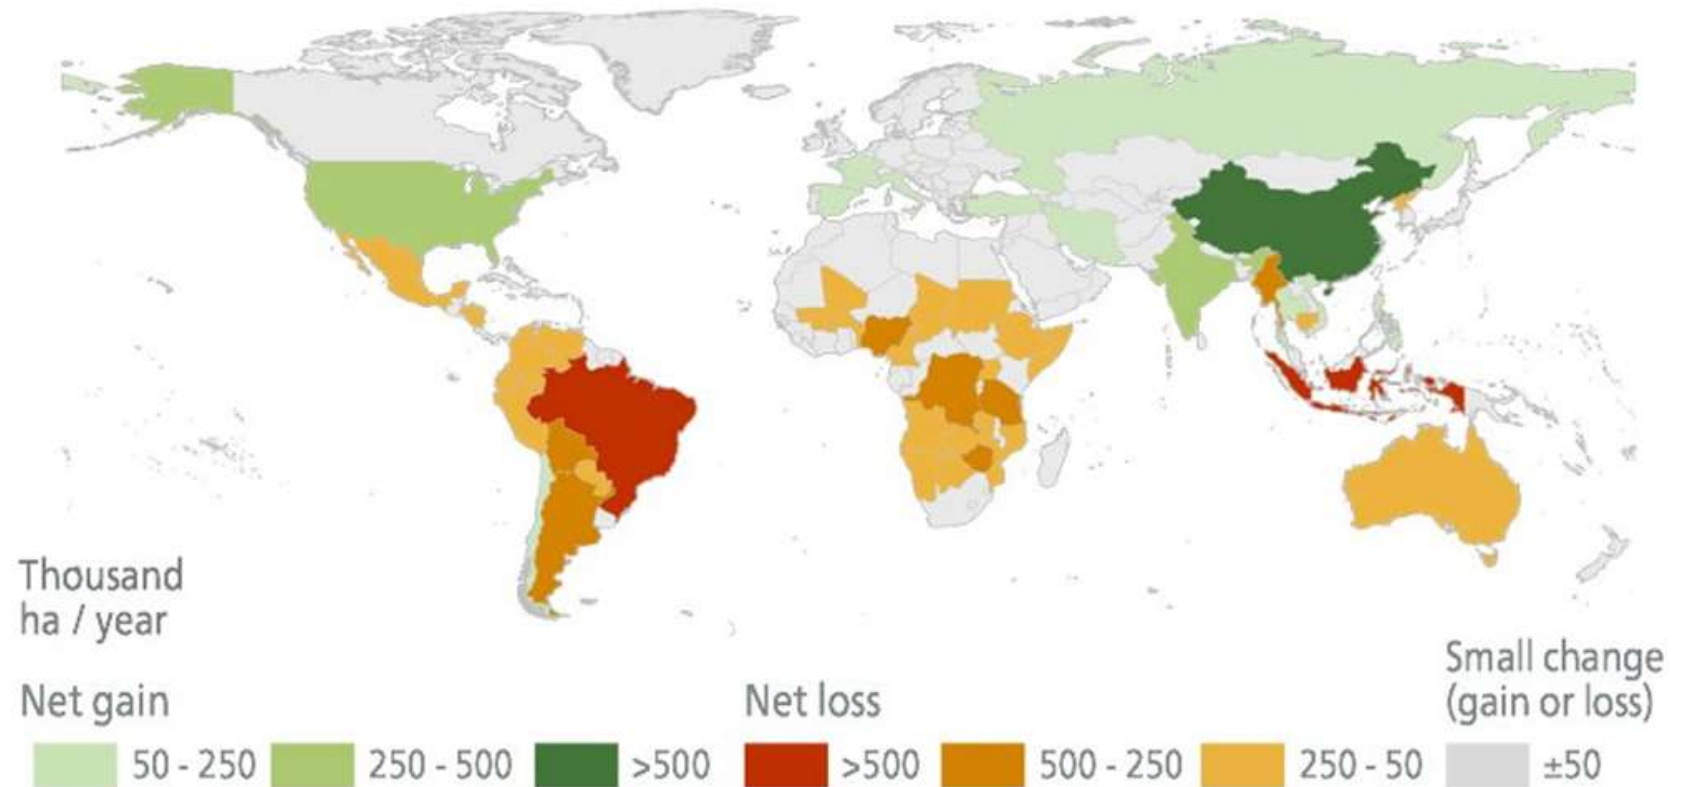 Thousand
ha / year
Net gain
Net loss
Small change
(gain or loss)
50 - 250
250 - 500
>500
>500
500 - 250
250 - 50
±50